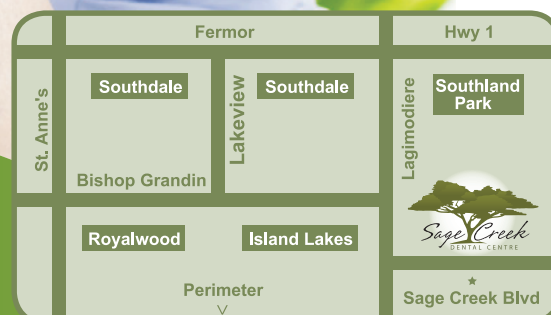 Fermor
Hwy 1
St. Anne's
Southdale
Lakeview
Southdale
Lagimodiere
Southland
Park
Bishop Grandin
Sage Creek
DENTAL CENTRE
Royalwood
Island Lakes
Perimeter
Sage Creek Blvd